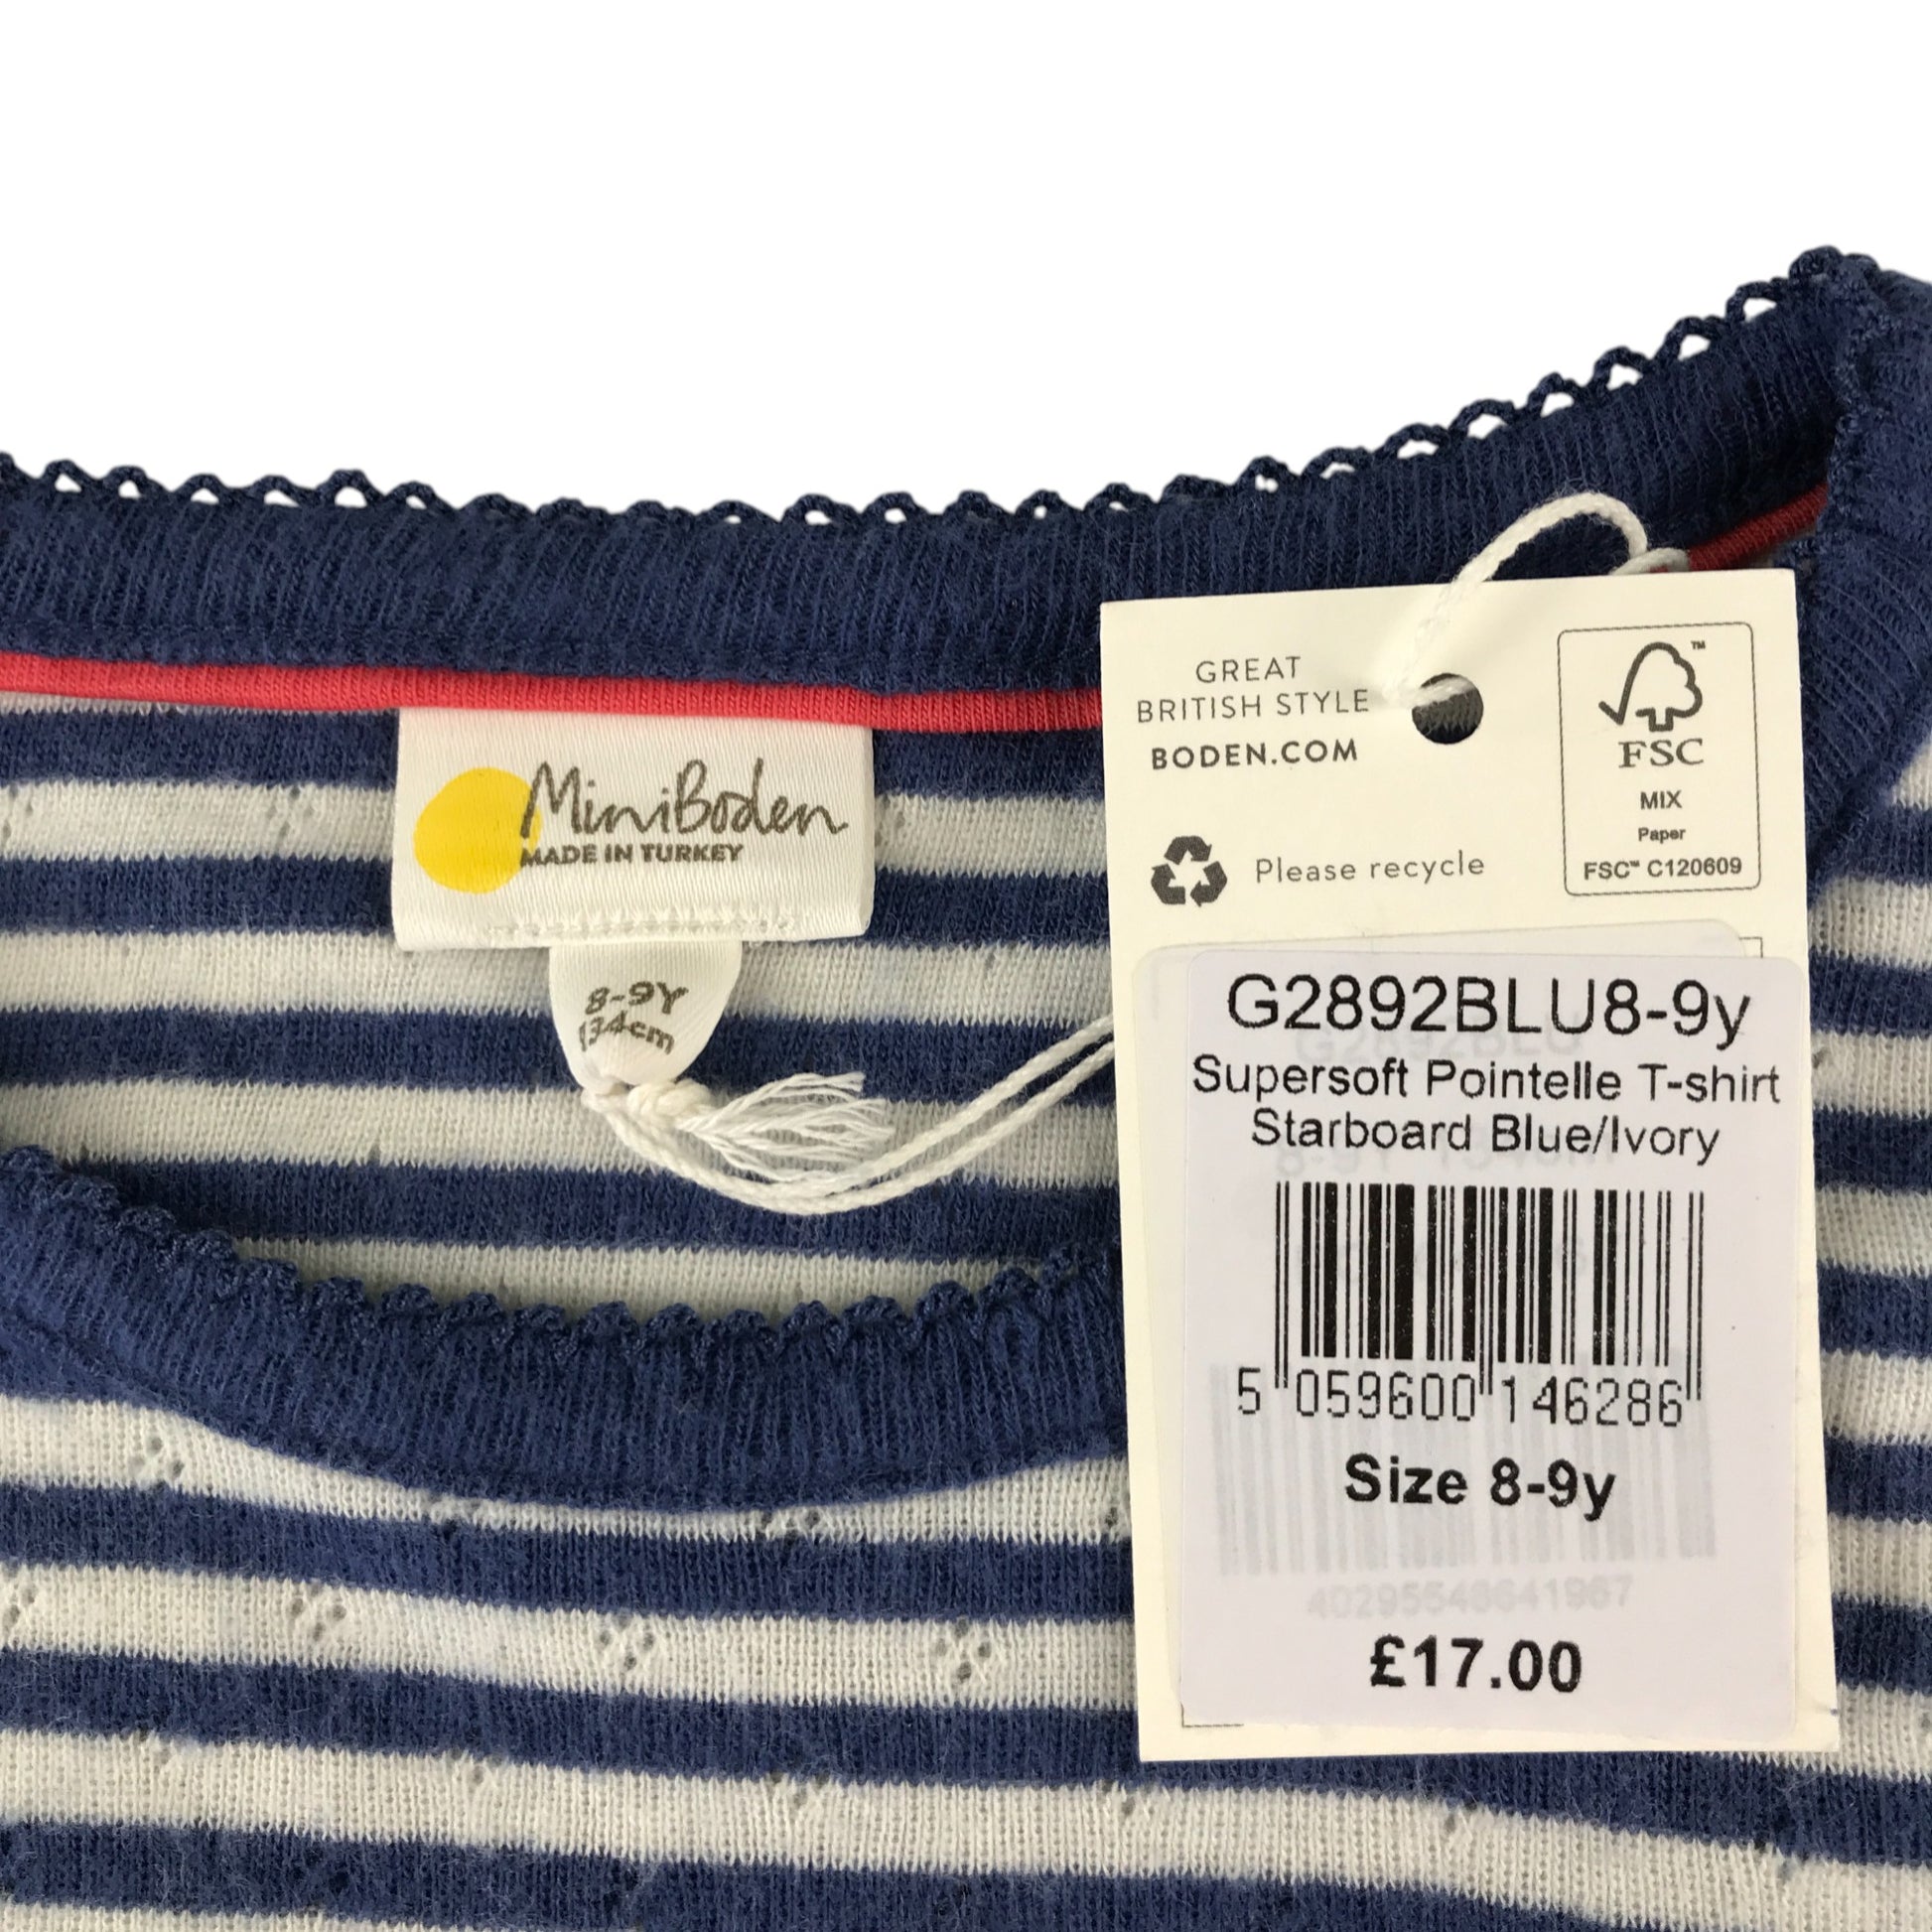 MiniBoden
MADE IN TURKEY
8-9Y
134cm
GREAT
BRITISH STYLE
BODEN.COM
Please recycle
™
FSC
MIX
Paper
FSC™ C120609
G2892BLU8-9y
Supersoft Pointelle T-shirt
Starboard Blue/Ivory
5 059600 146286
Size 8-9y
£17.00